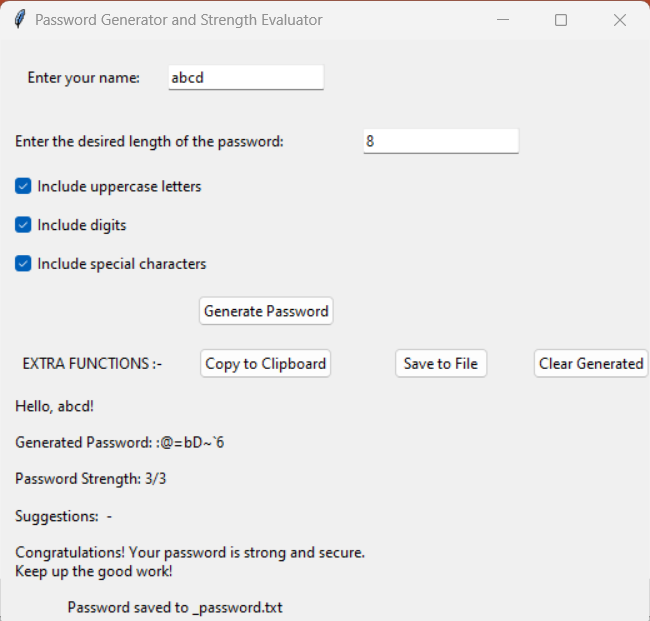 Password Generator and Strength Evaluator
Enter your name: abcd
Enter the desired length of the password: 8
Include uppercase letters
Include digits
Include special characters
Generate Password
EXTRA FUNCTIONS :- Copy to Clipboard Save to File Clear Generated
Hello, abcd!
Generated Password: :@=bD~`6
Password Strength: 3/3
Suggestions: -
Congratulations! Your password is strong and secure.
Keep up the good work!
Password saved to _password.txt